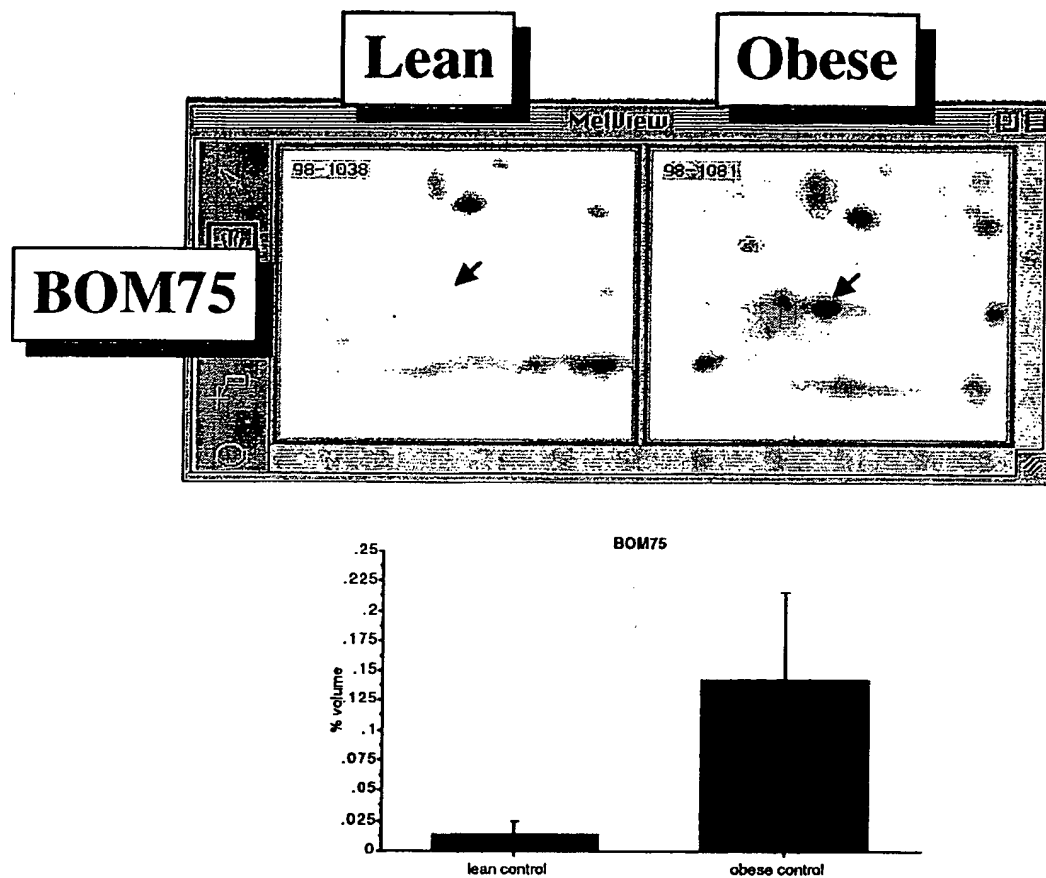 Lean
Obese
MelView
98-1038
98-1081
BOM75
BOM75
.25
.225
.2
.175
.15
.125
.1
.075
.05
.025
0
% volume
lean control
obese control